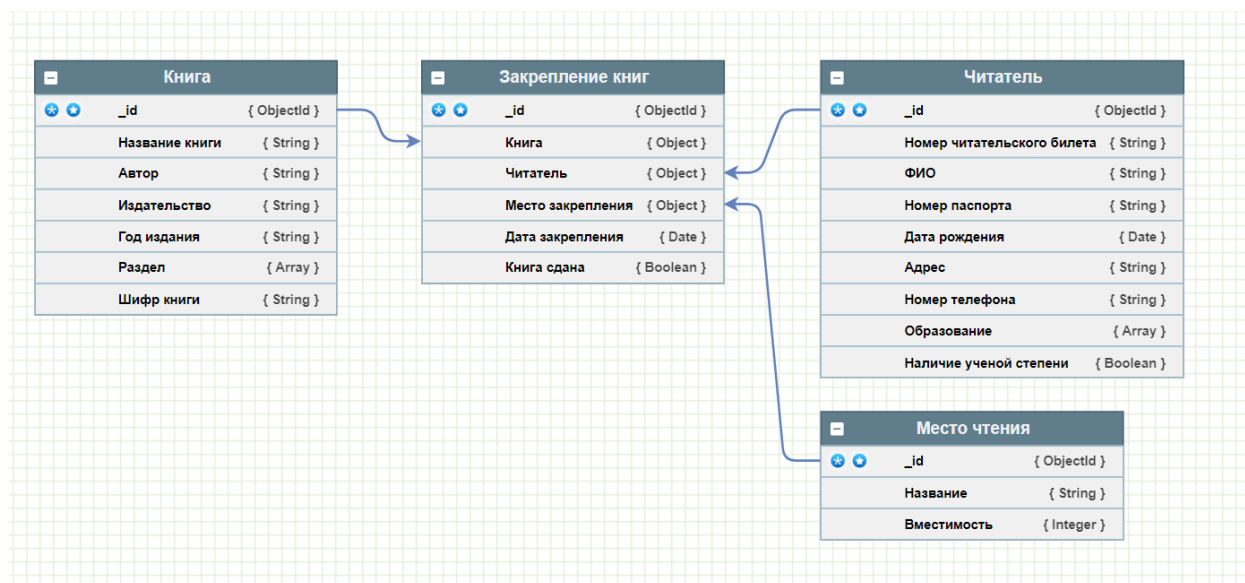 Книга
_id { ObjectId }
Название книги { String }
Автор { String }
Издательство { String }
Год издания { String }
Раздел { Array }
Шифр книги { String }
Закрепление книг
_id { ObjectId }
Книга { Object }
Читатель { Object }
Место закрепления { Object }
Дата закрепления { Date }
Книга сдана { Boolean }
Читатель
_id { ObjectId }
Номер читательского билета { String }
ФИО { String }
Номер паспорта { String }
Дата рождения { Date }
Адрес { String }
Номер телефона { String }
Образование { Array }
Наличие ученой степени { Boolean }
Место чтения
_id { ObjectId }
Название { String }
Вместимость { Integer }